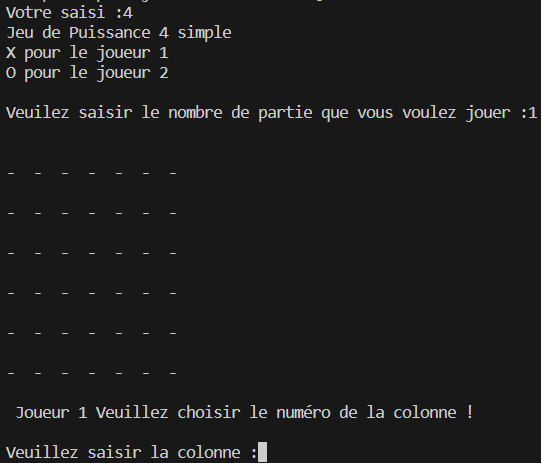 Votre saisi :4
Jeu de Puissance 4 simple
X pour le joueur 1
O pour le joueur 2
Veuilez saisir le nombre de partie que vous voulez jouer :1
- - - - - - -
- - - - - - -
- - - - - - -
- - - - - - -
- - - - - - -
- - - - - - -
Joueur 1 Veuillez choisir le numéro de la colonne !
Veuillez saisir la colonne :